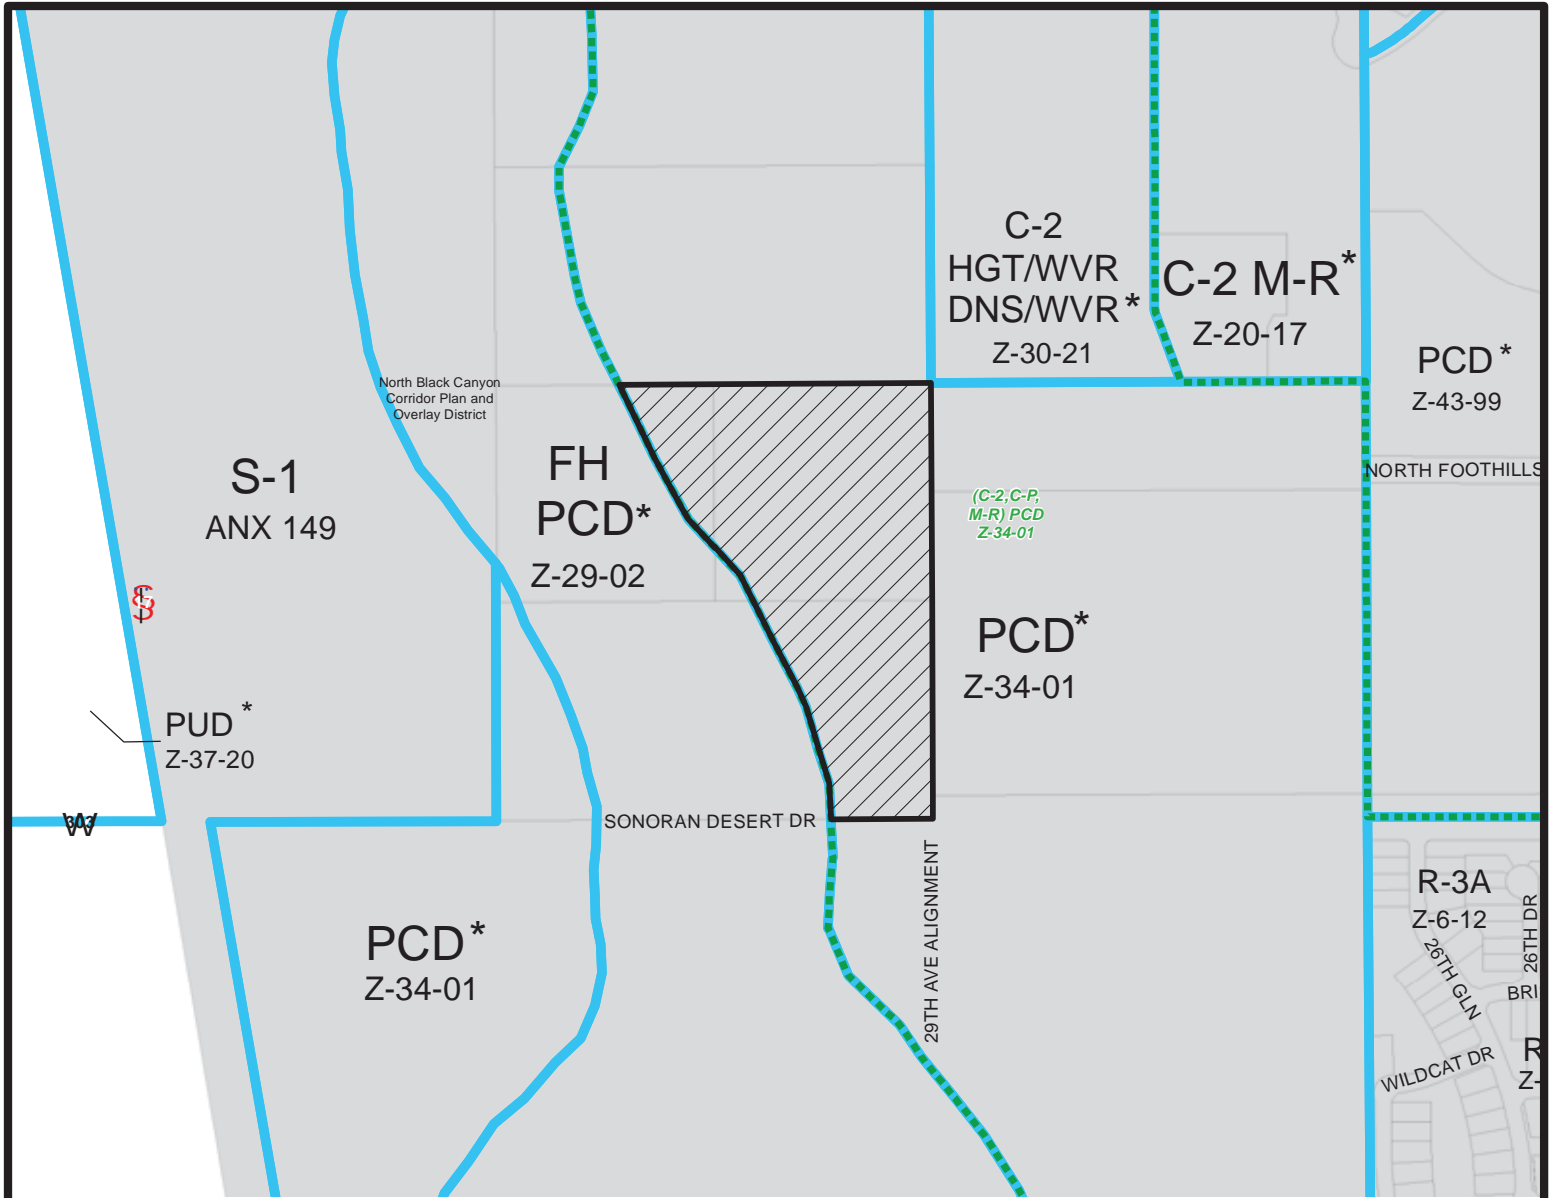 C-2
HGT/WVR
DNS/WVR *
Z-30-21
C-2 M-R*
Z-20-17
PCD *
Z-43-99
North Black Canyon
Corridor Plan and
Overlay District
S-1
ANX 149
FH
PCD*
Z-29-02
(C-2,C-P,
M-R) PCD
Z-34-01
NORTH FOOTHILLS
PCD*
Z-34-01
PUD *
Z-37-20
303
SONORAN DESERT DR
29TH AVE ALIGNMENT
PCD*
Z-34-01
R-3A
Z-6-12
26TH DR
26TH GLN
BRI
WILDCAT DR
R
Z-